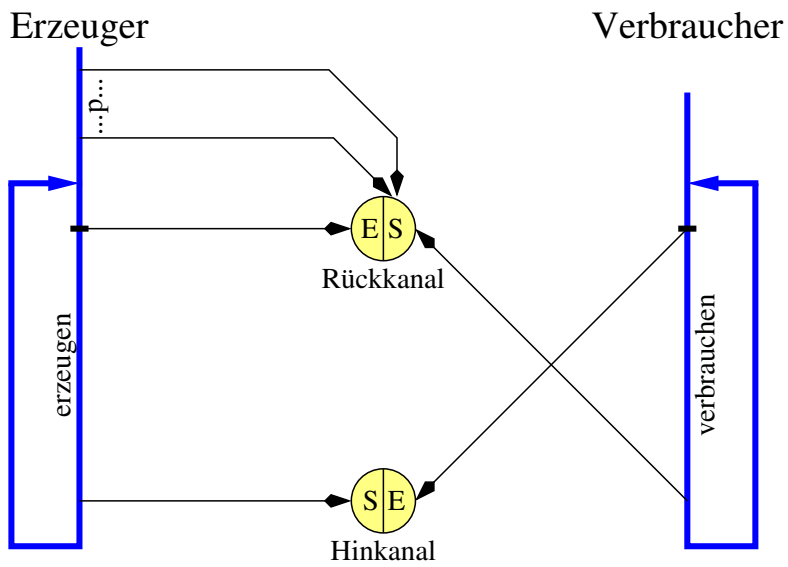 Erzeuger
Verbraucher
...p...
E S
Rückkanal
erzeugen
verbrauchen
S E
Hinkanal